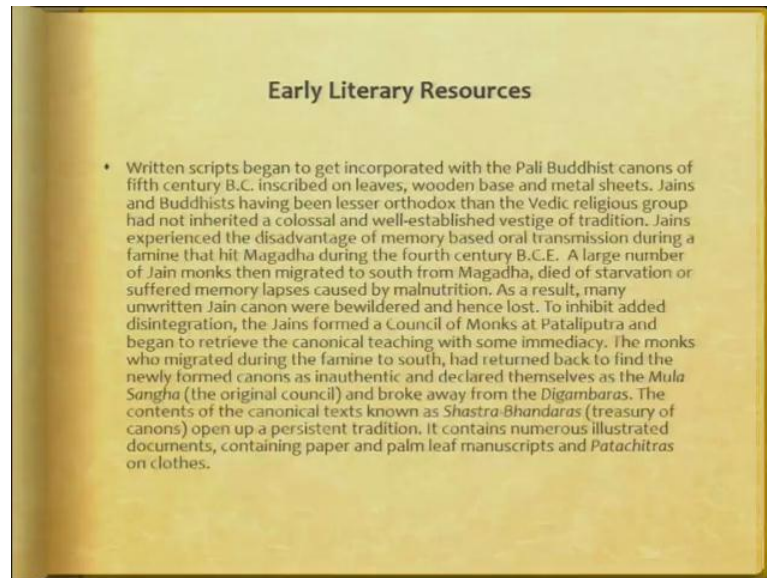 Early Literary Resources
• Written scripts began to get incorporated with the Pali Buddhist canons of
fifth century B.C. inscribed on leaves, wooden base and metal sheets. Jains
and Buddhists having been lesser orthodox than the Vedic religious group
had not inherited a colossal and well-established vestige of tradition. Jains
experienced the disadvantage of memory based oral transmission during a
famine that hit Magadha during the fourth century B.C.E. A large number
of Jain monks then migrated to south from Magadha, died of starvation or
suffered memory lapses caused by malnutrition. As a result, many
unwritten Jain canon were bewildered and hence lost. To inhibit added
disintegration, the Jains formed a Council of Monks at Pataliputra and
began to retrieve the canonical teaching with some immediacy. The monks
who migrated during the famine to south, had returned back to find the
newly formed canons as inauthentic and declared themselves as the Mula
Sangha (the original council) and broke away from the Digambaras. The
contents of the canonical texts known as Shastra-Bhandaras (treasury of
canons) open up a persistent tradition. It contains numerous illustrated
documents, containing paper and palm leaf manuscripts and Patachitras
on clothes.